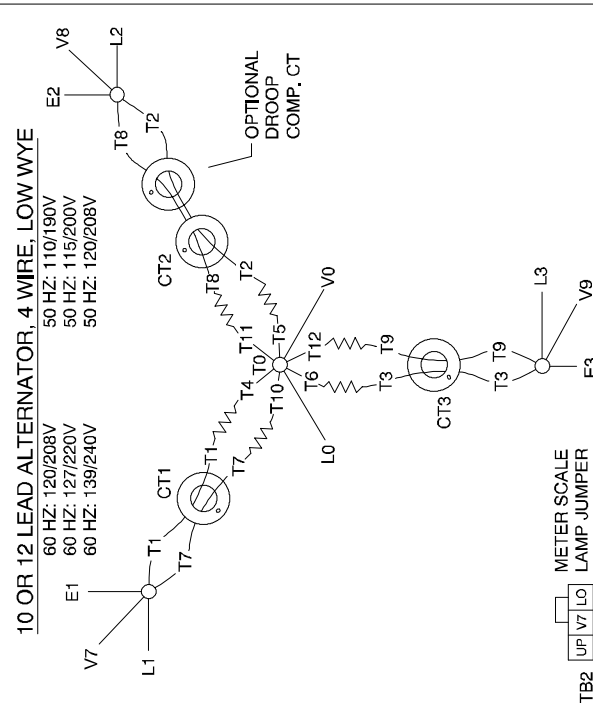 10 OR 12 LEAD ALTERNATOR, 4 WIRE, LOW WYE
60 HZ: 120/208V
60 HZ: 127/220V
60 HZ: 139/240V
50 HZ: 110/190V
50 HZ: 115/200V
50 HZ: 120/208V
E1
V7
L1
T1
T7
CT1
T1
T7
T4
T10
T0
T11
T5
T8
T2
CT2
T8
T2
E2
V8
L2
OPTIONAL
DROOP
COMP. CT
L0
V0
T6
T12
T3
T9
CT3
T3
T9
L3
V9
E3
TB2
UP V7 LO
METER SCALE
LAMP JUMPER